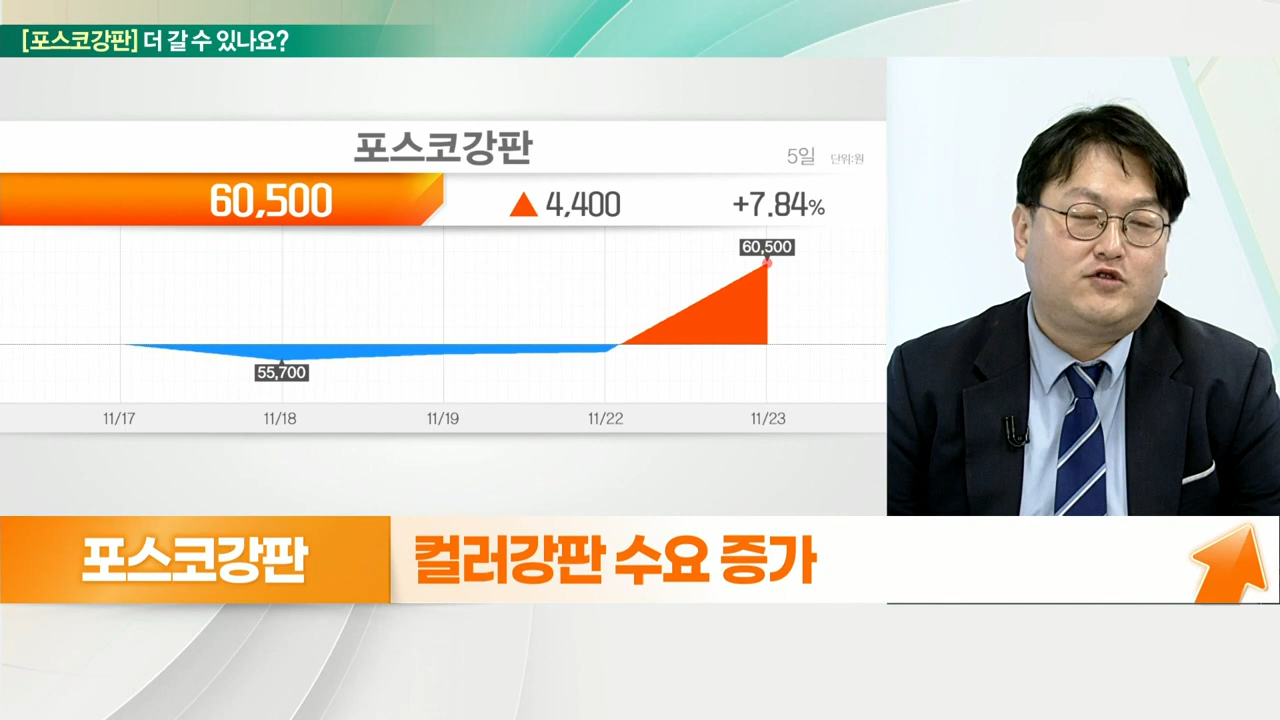 [포스코강판] 더 갈 수 있나요?
포스코강판
5일 단위:원
60,500 ▲ 4,400 +7.84%
60,500
55,700
11/17 11/18 11/19 11/22 11/23
포스코강판 컬러강판 수요 증가